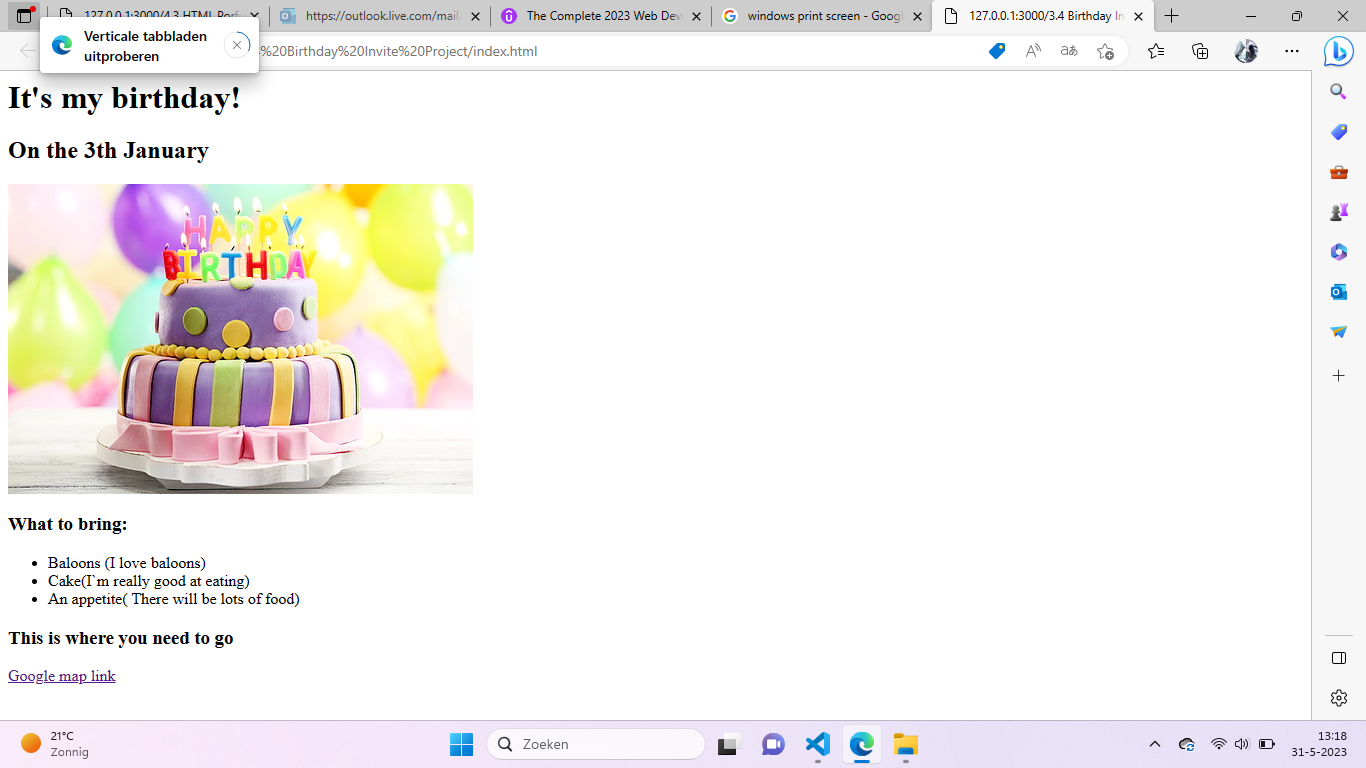 127.0.0.1:3000/4.3 HTML Porf
https://outlook.live.com/mail/
The Complete 2023 Web Dev
windows print screen - Googl
127.0.0.1:3000/3.4 Birthday In
Verticale tabbladen
uitproberen
%20Birthday%20Invite%20Project/index.html
It's my birthday!
On the 3th January
HAPPY
BIRTHDAY
What to bring:
Baloons (I love baloons)
Cake(I`m really good at eating)
An appetite( There will be lots of food)
This is where you need to go
Google map link
21°C
Zonnig
Zoeken
13:18
31-5-2023